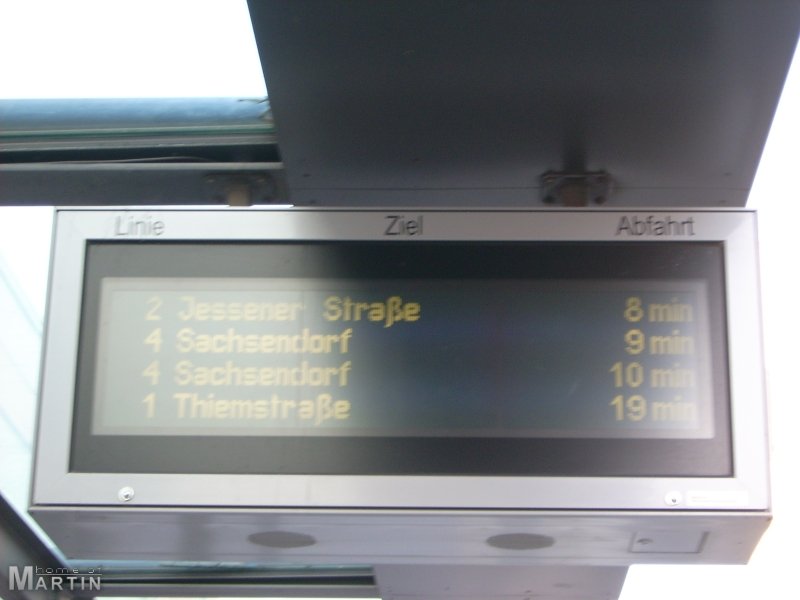 Linie Ziel Abfahrt
2 Jessener Straße 8 min
4 Sachsendorf 9 min
4 Sachsendorf 10 min
1 Thiemstraße 19 min
home of
MARTIN